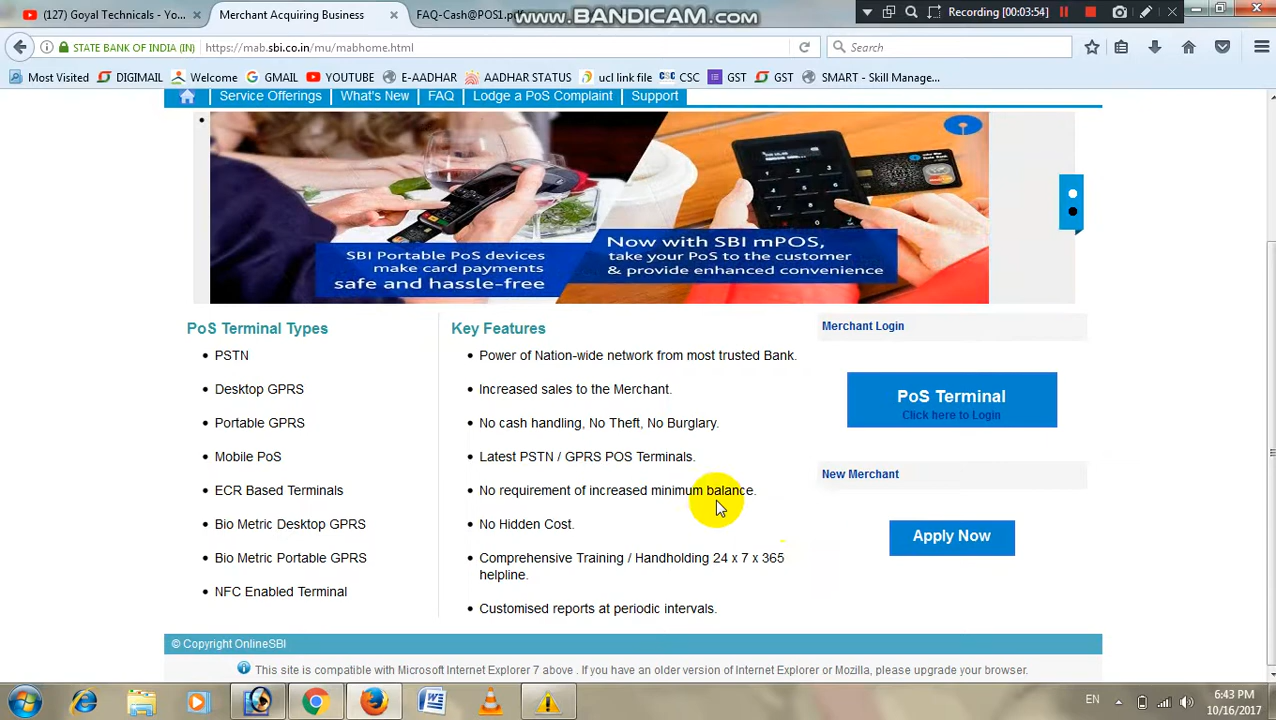 (127) Goyal Technicals - Yo...
Merchant Acquiring Business
FAQ-Cash@POS1.pdf
www.BANDICAM.com
Recording [00:03:54]
STATE BANK OF INDIA (IN)
https://mab.sbi.co.in/mu/mabhome.html
Search
Most Visited
DIGIMAIL
Welcome
GMAIL
YOUTUBE
E-AADHAR
AADHAR STATUS
ucl link file
CSC
GST
GST
SMART - Skill Manage...
Service Offerings
What's New
FAQ
Lodge a PoS Complaint
Support
SBI Portable PoS devices
make card payments
safe and hassle-free
Now with SBI mPOS,
take your PoS to the customer
& provide enhanced convenience
PoS Terminal Types
PSTN
Desktop GPRS
Portable GPRS
Mobile PoS
ECR Based Terminals
Bio Metric Desktop GPRS
Bio Metric Portable GPRS
NFC Enabled Terminal
Key Features
Power of Nation-wide network from most trusted Bank.
Increased sales to the Merchant.
No cash handling, No Theft, No Burglary.
Latest PSTN / GPRS POS Terminals.
No requirement of increased minimum balance.
No Hidden Cost.
Comprehensive Training / Handholding 24 x 7 x 365
helpline.
Customised reports at periodic intervals.
Merchant Login
PoS Terminal
Click here to Login
New Merchant
Apply Now
© Copyright OnlineSBI
This site is compatible with Microsoft Internet Explorer 7 above . If you have an older version of Internet Explorer or Mozilla, please upgrade your browser.
EN
6:43 PM
10/16/2017